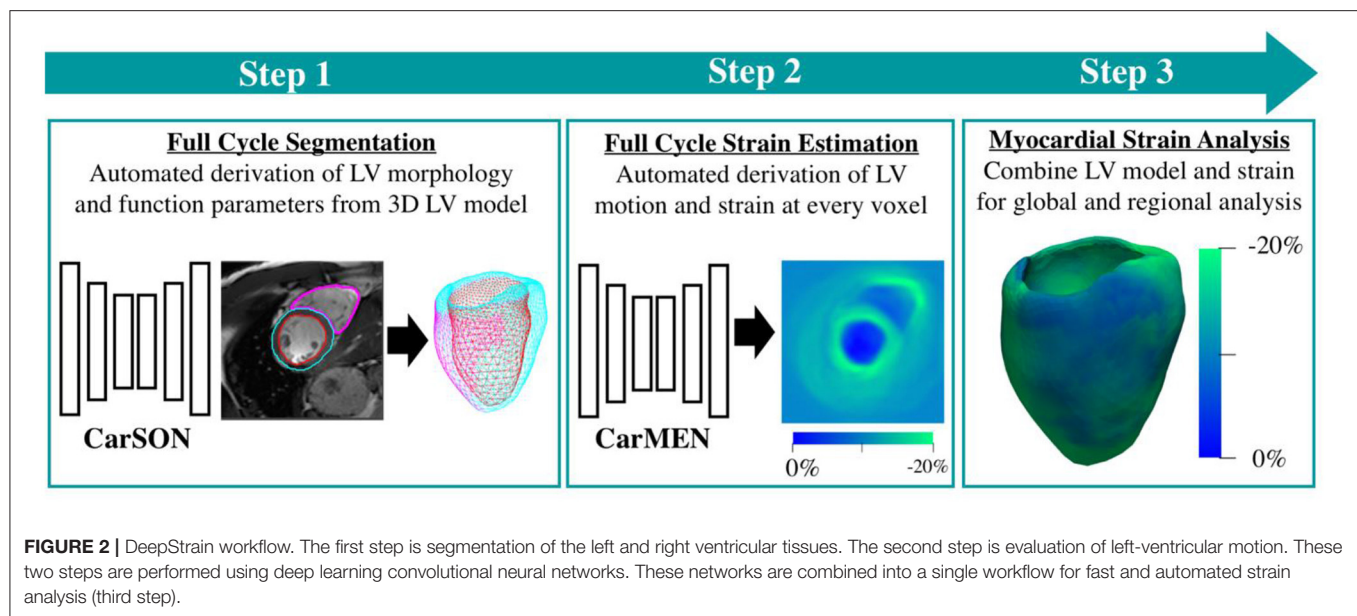 Step 1
Step 2
Step 3
Full Cycle Segmentation
Automated derivation of LV morphology
and function parameters from 3D LV model
CarSON
Full Cycle Strain Estimation
Automated derivation of LV
motion and strain at every voxel
CarMEN
0%
-20%
Myocardial Strain Analysis
Combine LV model and strain
for global and regional analysis
-20%
0%
FIGURE 2 | DeepStrain workflow. The first step is segmentation of the left and right ventricular tissues. The second step is evaluation of left-ventricular motion. These
two steps are performed using deep learning convolutional neural networks. These networks are combined into a single workflow for fast and automated strain
analysis (third step).